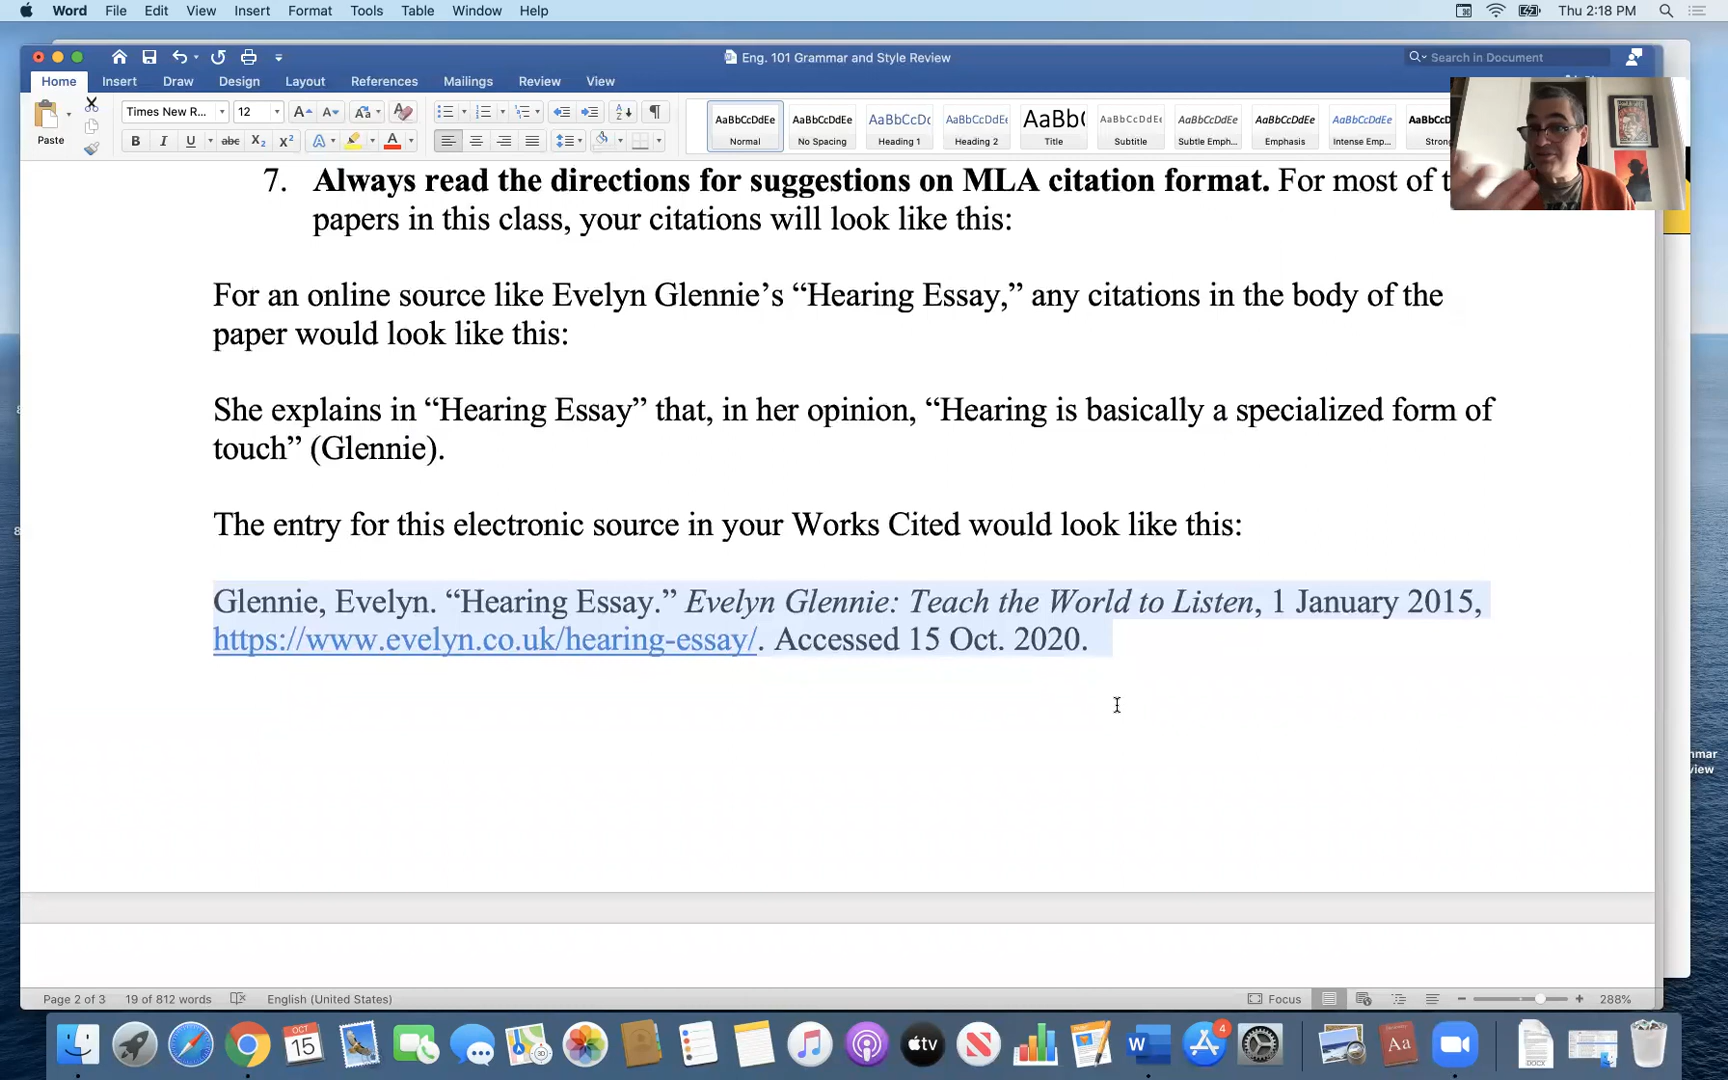 Word File Edit View Insert Format Tools Table Window Help Thu 2:18 PM
Eng. 101 Grammar and Style Review Search in Document
Home Insert Draw Design Layout References Mailings Review View
Paste
Times New R... 12
AaBbCcDdEe AaBbCcDdEe AaBbCcDc AaBbCcDdEe AaBbC AaBbCcDdEe AaBbCcDdEe AaBbCcDdEe AaBbCcDdEe
Normal No Spacing Heading 1 Heading 2 Title Subtitle Subtle Emph... Emphasis Intense Emp... Strong
7. Always read the directions for suggestions on MLA citation format. For most of
papers in this class, your citations will look like this:
For an online source like Evelyn Glennie’s “Hearing Essay,” any citations in the body of the
paper would look like this:
She explains in “Hearing Essay” that, in her opinion, “Hearing is basically a specialized form of
touch” (Glennie).
The entry for this electronic source in your Works Cited would look like this:
Glennie, Evelyn. “Hearing Essay.” Evelyn Glennie: Teach the World to Listen, 1 January 2015,
https://www.evelyn.co.uk/hearing-essay/. Accessed 15 Oct. 2020.
Page 2 of 3 19 of 812 words English (United States) Focus 288%
OCT 15 tv W 4 Aa DOCX